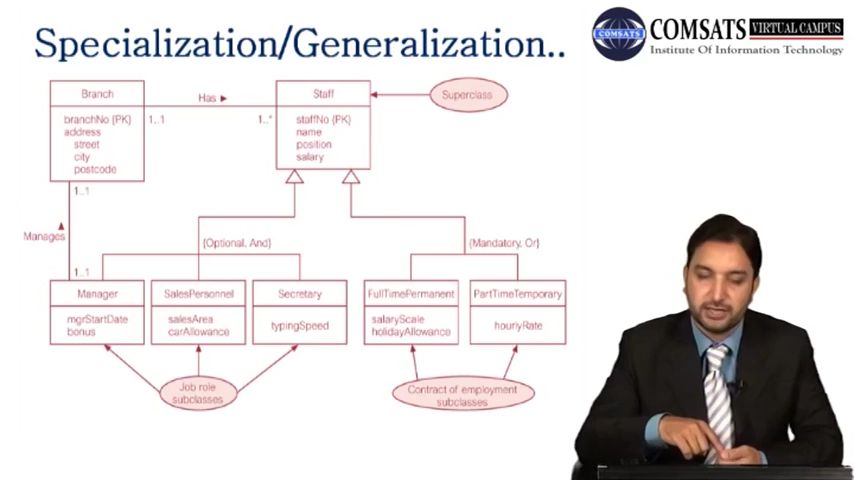 Specialization/Generalization..
COMSATS
COMSATS VIRTUAL CAMPUS
Institute Of Information Technology
Branch
branchNo {PK}
address
street
city
postcode
Has ►
1..1
1..*
Staff
staffNo {PK}
name
position
salary
Superclass
1..1
Manages
▲
1..1
{Optional, And}
{Mandatory, Or}
Manager
mgrStartDate
bonus
SalesPersonnel
salesArea
carAllowance
Secretary
typingSpeed
FullTimePermanent
salaryScale
holidayAllowance
PartTimeTemporary
hourlyRate
Job role
subclasses
Contract of employment
subclasses